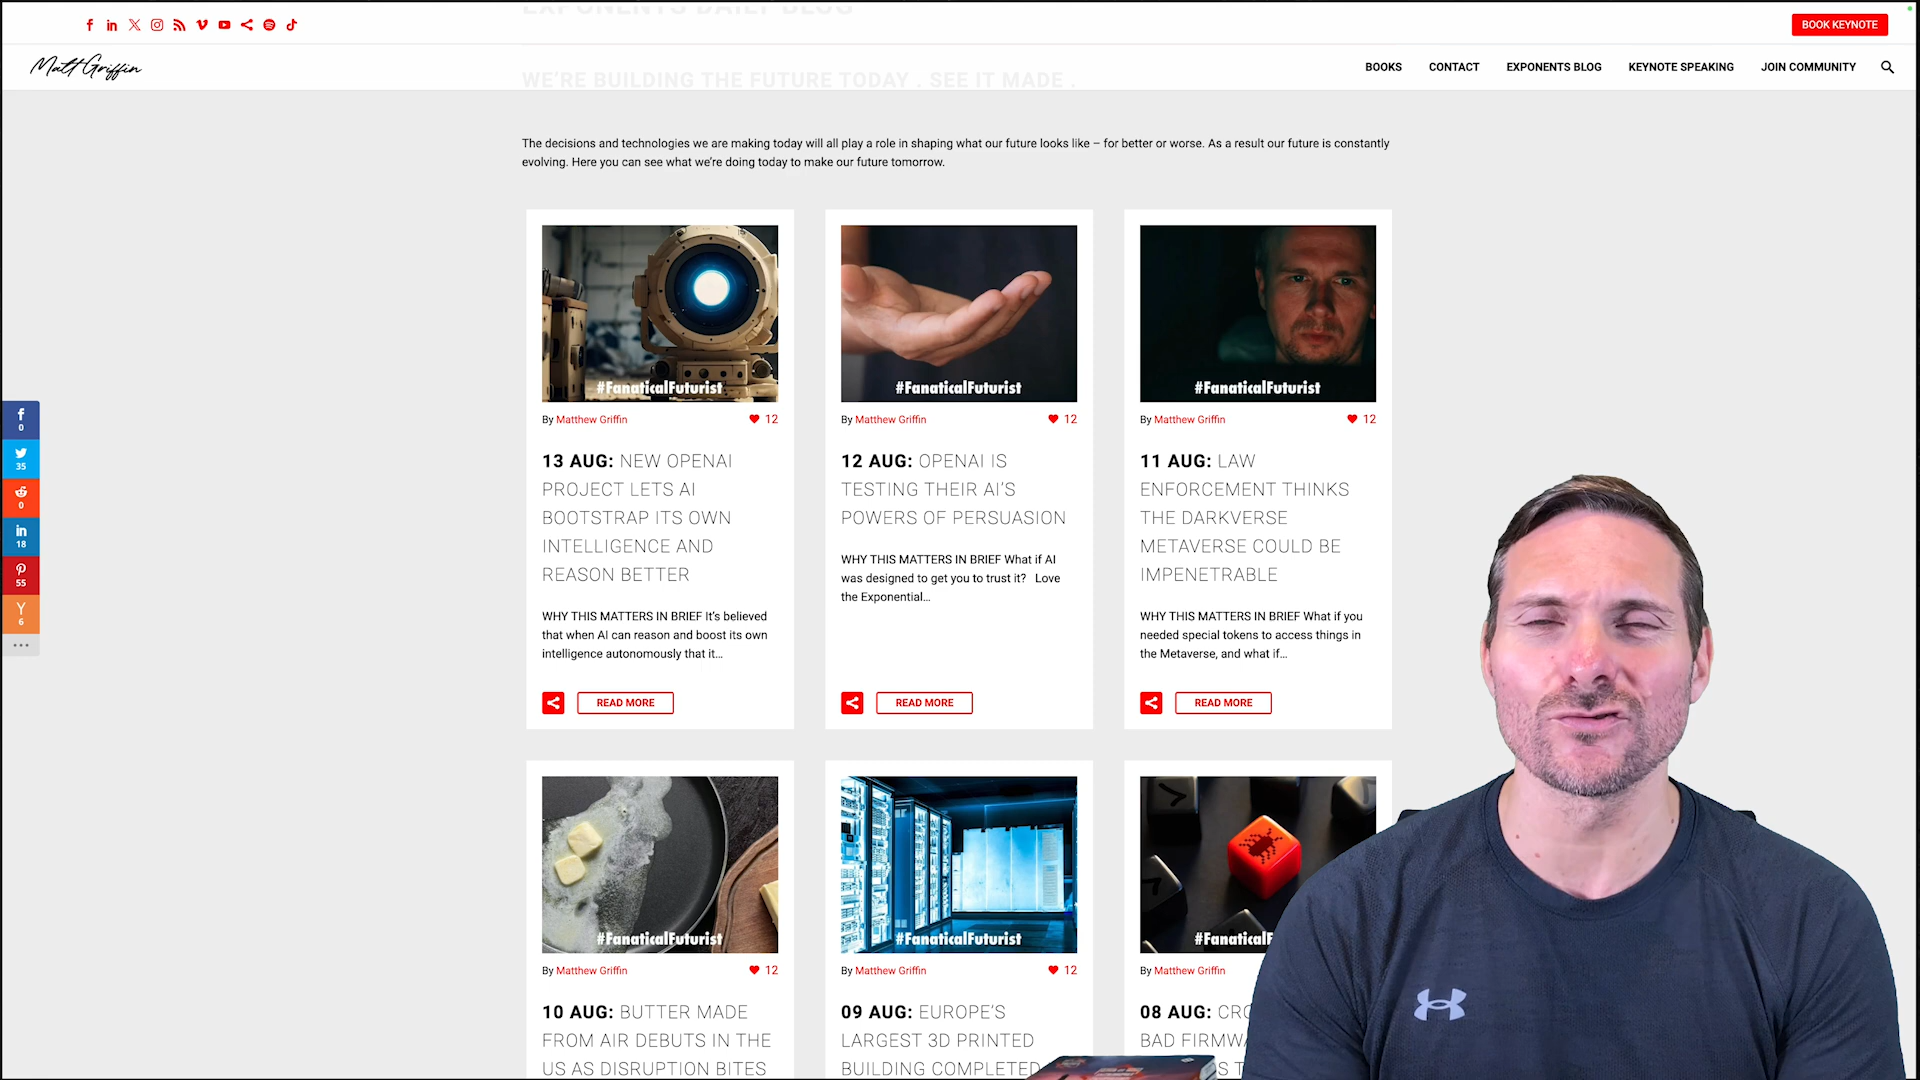 EXPONENTS DAILY BLOG
BOOK KEYNOTE
Matt Griffin
BOOKS
CONTACT
EXPONENTS BLOG
KEYNOTE SPEAKING
JOIN COMMUNITY
WE'RE BUILDING THE FUTURE TODAY . SEE IT MADE .
The decisions and technologies we are making today will all play a role in shaping what our future looks like – for better or worse. As a result our future is constantly
evolving. Here you can see what we're doing today to make our future tomorrow.
0
35
0
18
55
6
#FanaticalFuturist
By Matthew Griffin
12
13 AUG: NEW OPENAI
PROJECT LETS AI
BOOTSTRAP ITS OWN
INTELLIGENCE AND
REASON BETTER
WHY THIS MATTERS IN BRIEF It's believed
that when AI can reason and boost its own
intelligence autonomously that it...
READ MORE
#FanaticalFuturist
By Matthew Griffin
12
12 AUG: OPENAI IS
TESTING THEIR AI'S
POWERS OF PERSUASION
WHY THIS MATTERS IN BRIEF What if AI
was designed to get you to trust it? Love
the Exponential...
READ MORE
#FanaticalFuturist
By Matthew Griffin
12
11 AUG: LAW
ENFORCEMENT THINKS
THE DARKVERSE
METAVERSE COULD BE
IMPENETRABLE
WHY THIS MATTERS IN BRIEF What if you
needed special tokens to access things in
the Metaverse, and what if...
READ MORE
#FanaticalFuturist
By Matthew Griffin
12
10 AUG: BUTTER MADE
FROM AIR DEBUTS IN THE
US AS DISRUPTION BITES
#FanaticalFuturist
By Matthew Griffin
12
09 AUG: EUROPE'S
LARGEST 3D PRINTED
BUILDING COMPLETED
#FanaticalF
By Matthew Griffin
08 AUG: CRO
BAD FIRMWA
S T